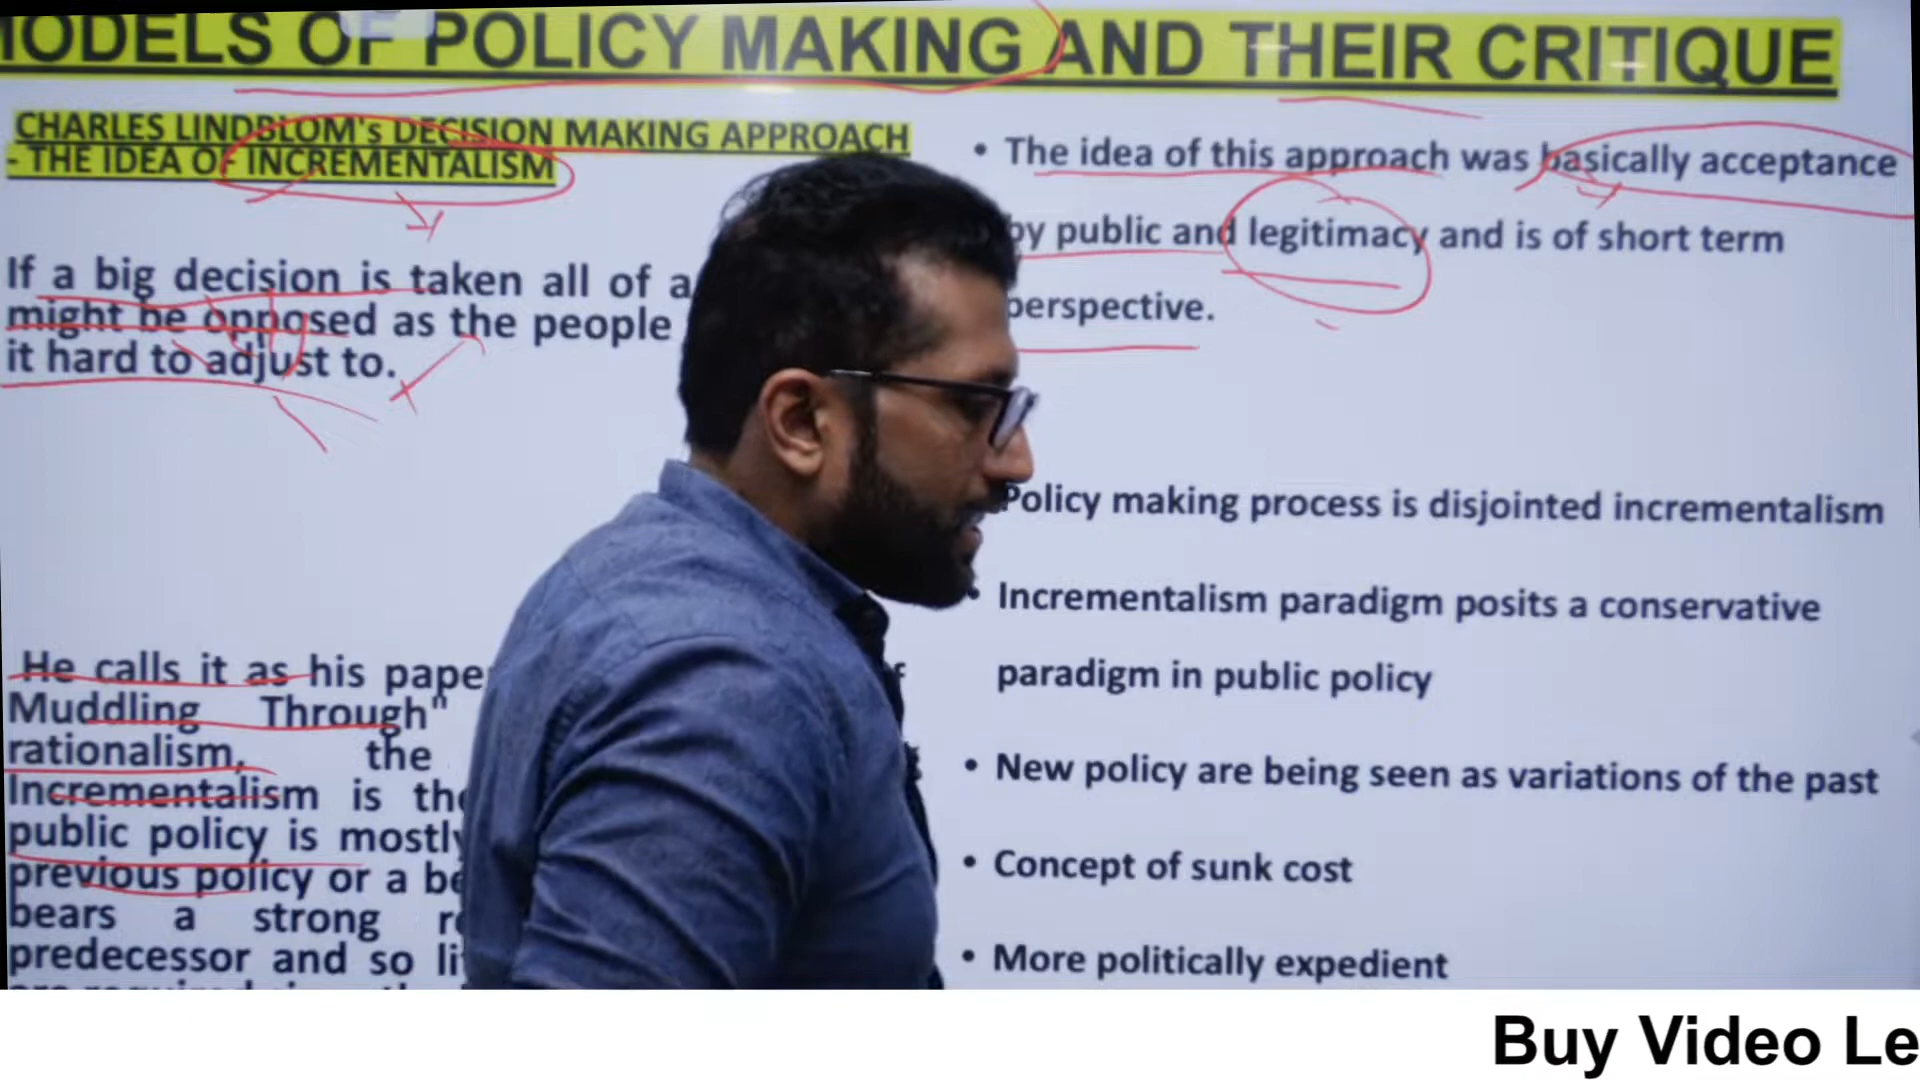 MODELS OF POLICY MAKING AND THEIR CRITIQUE
CHARLES LINDBLOM's DECISION MAKING APPROACH
- THE IDEA OF INCREMENTALISM
If a big decision is taken all of a
might be opposed as the people
it hard to adjust to.
He calls it as his pape
Muddling Through"
rationalism, the
Incrementalism is the
public policy is mostly
previous policy or a be
bears a strong r
predecessor and so li
• The idea of this approach was basically acceptance
by public and legitimacy and is of short term
perspective.
Policy making process is disjointed incrementalism
• Incrementalism paradigm posits a conservative
paradigm in public policy
• New policy are being seen as variations of the past
• Concept of sunk cost
• More politically expedient
Buy Video Le